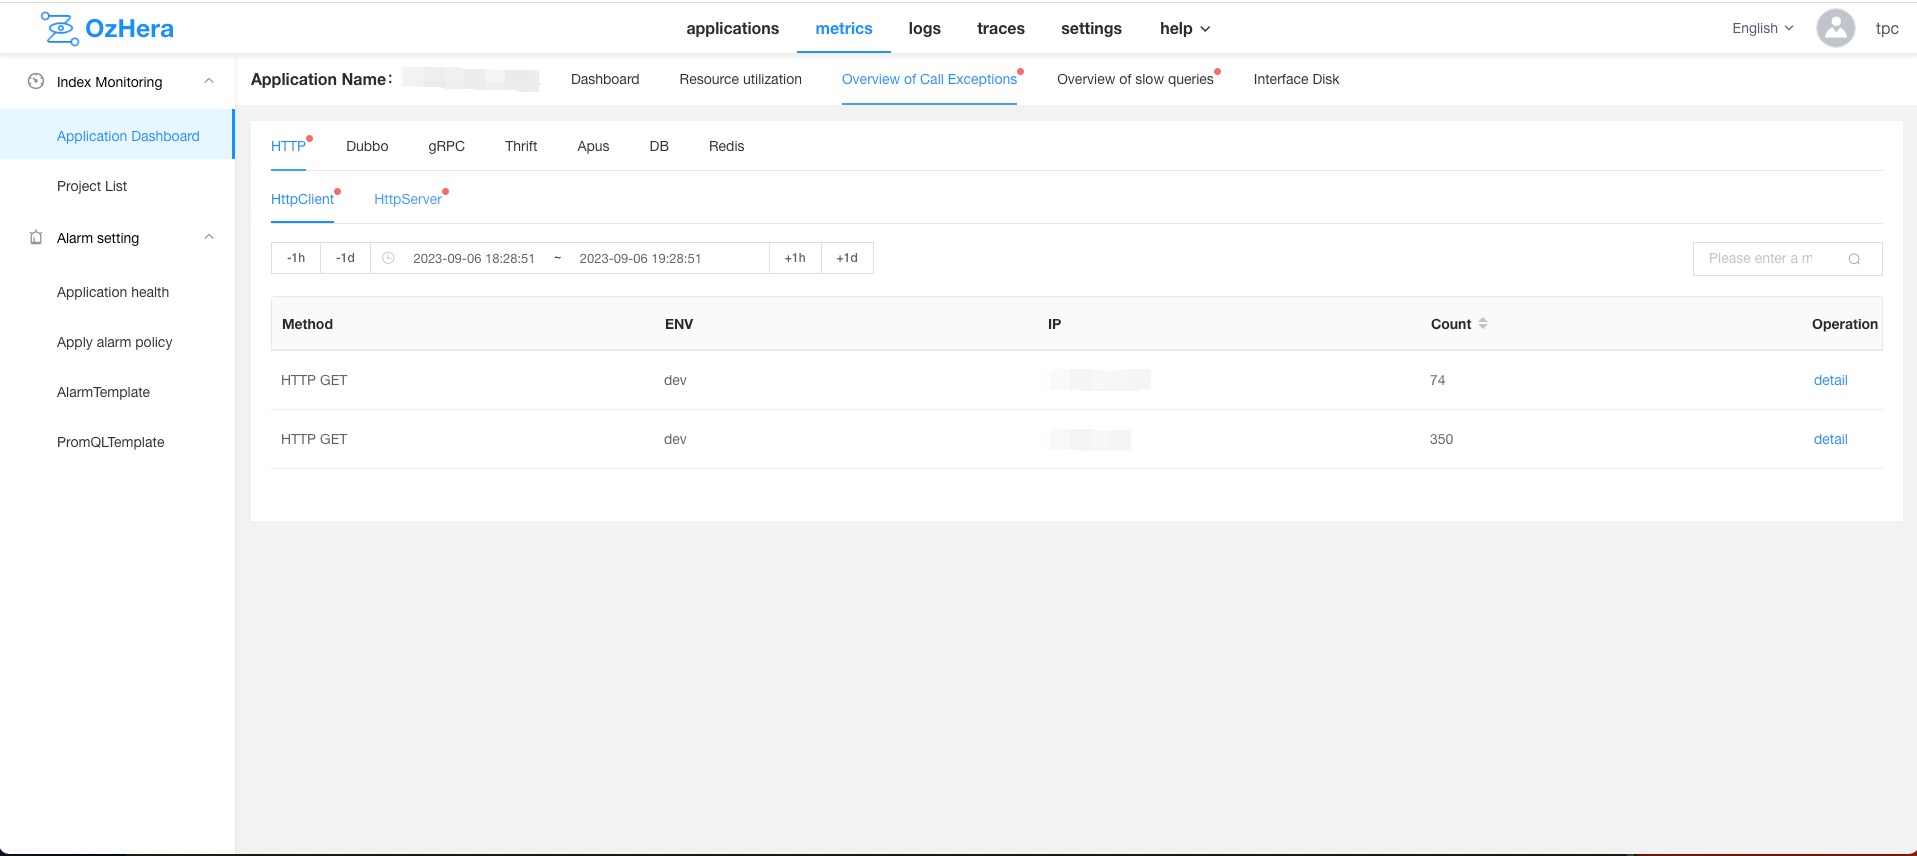 OzHera
applications metrics logs traces settings help
English
tpc
Index Monitoring
Application Dashboard
Project List
Alarm setting
Application health
Apply alarm policy
AlarmTemplate
PromQLTemplate
Application Name: Dashboard Resource utilization Overview of Call Exceptions Overview of slow queries Interface Disk
HTTP Dubbo gRPC Thrift Apus DB Redis
HttpClient HttpServer
-1h -1d 2023-09-06 18:28:51 ~ 2023-09-06 19:28:51 +1h +1d Please enter a m
Method ENV IP Count Operation
HTTP GET dev 74 detail
HTTP GET dev 350 detail